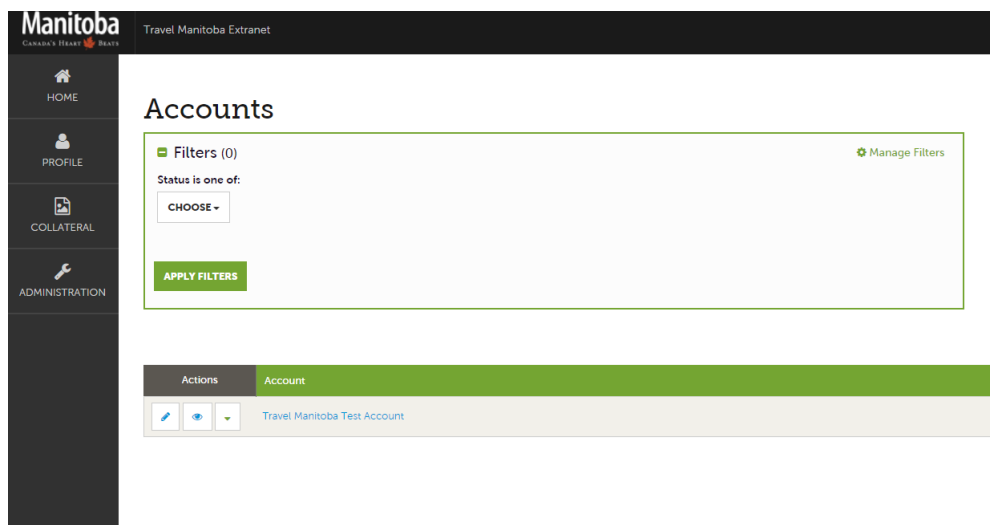 Manitoba
CANADA'S HEART BEATS
Travel Manitoba Extranet
HOME
PROFILE
COLLATERAL
ADMINISTRATION
Accounts
Filters (0)
Manage Filters
Status is one of:
CHOOSE
APPLY FILTERS
Actions Account
Travel Manitoba Test Account